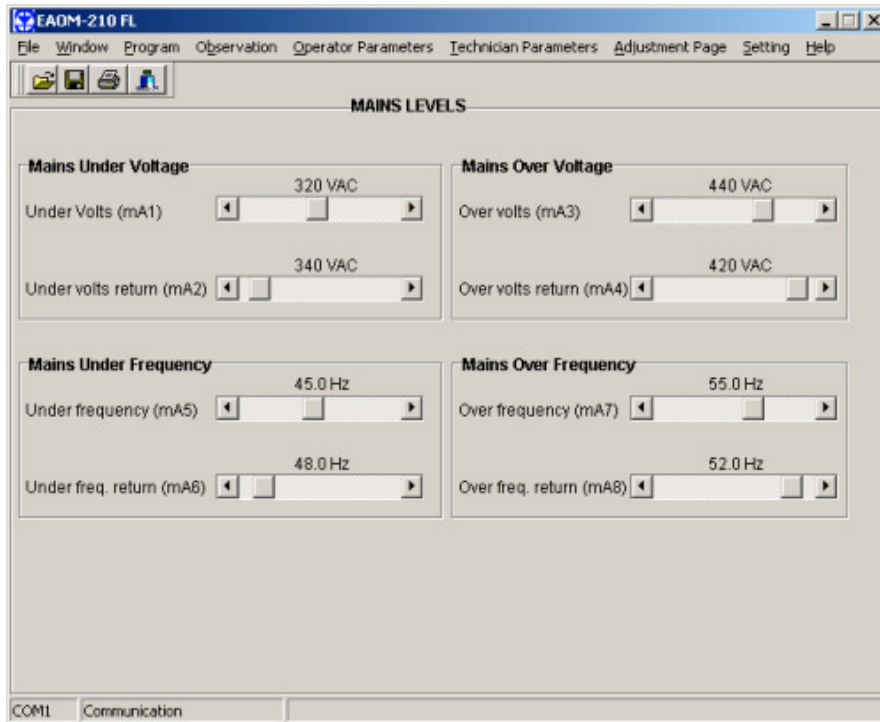 EAOM-210 FL
File Window Program Observation Operator Parameters Technician Parameters Adjustment Page Setting Help
MAINS LEVELS
Mains Under Voltage
320 VAC
Under Volts (mA1)
340 VAC
Under volts return (mA2)
Mains Over Voltage
440 VAC
Over volts (mA3)
420 VAC
Over volts return (mA4)
Mains Under Frequency
45.0 Hz
Under frequency (mA5)
48.0 Hz
Under freq. return (mA6)
Mains Over Frequency
55.0 Hz
Over frequency (mA7)
52.0 Hz
Over freq. return (mA8)
COM1 Communication